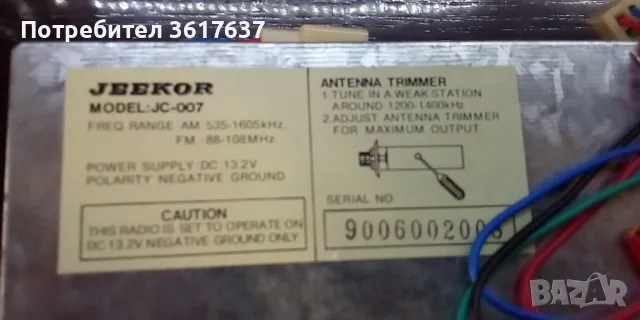 Потребител 3617637
JEEKOR
MODEL:JC-007
FREQ RANGE: AM 535-1605kHz.
FM :88-108MHz.
POWER SUPPLY DC 13.2V
POLARITY NEGATIVE GROUND
CAUTION
THIS RADIO IS SET TO OPERATE ON
DC 13.2V NEGATIVE GROUND ONLY
ANTENNA TRIMMER
1.TUNE IN A WEAK STATION
AROUND 1200-1400kHz
2.ADJUST ANTENNA TRIMMER
FOR MAXIMUM OUTPUT
SERIAL NO
bazar